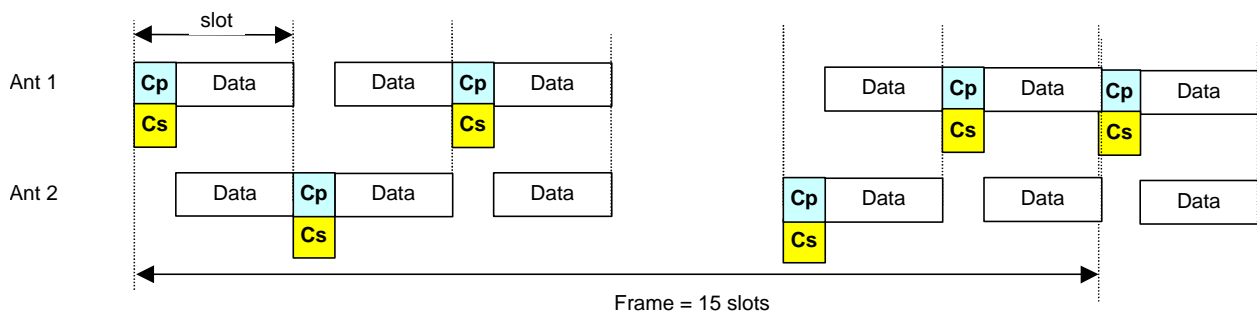 slot
Ant 1 Cp Data Data Cp Data Data Cp Data Cp Data
Cs Cs Cs Cs
Ant 2 Data Cp Data Data Cp Data Data Data
Cs Cs
Frame = 15 slots